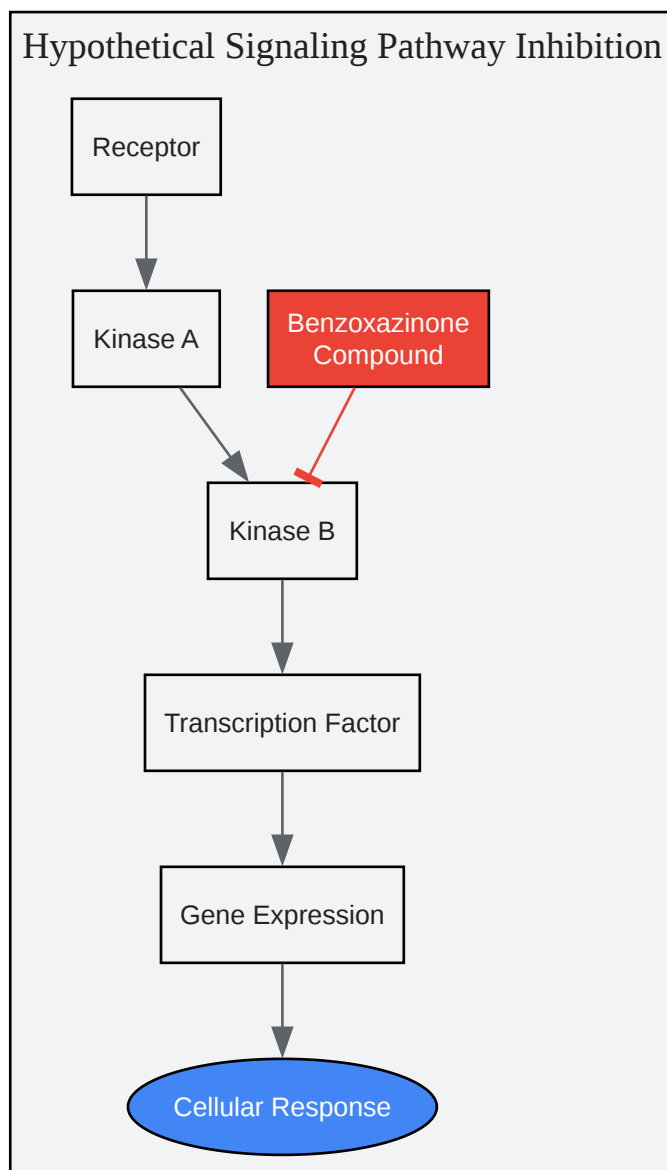 Hypothetical Signaling Pathway Inhibition
Receptor
Kinase A
Benzoxazinone
Compound
Kinase B
Transcription Factor
Gene Expression
Cellular Response